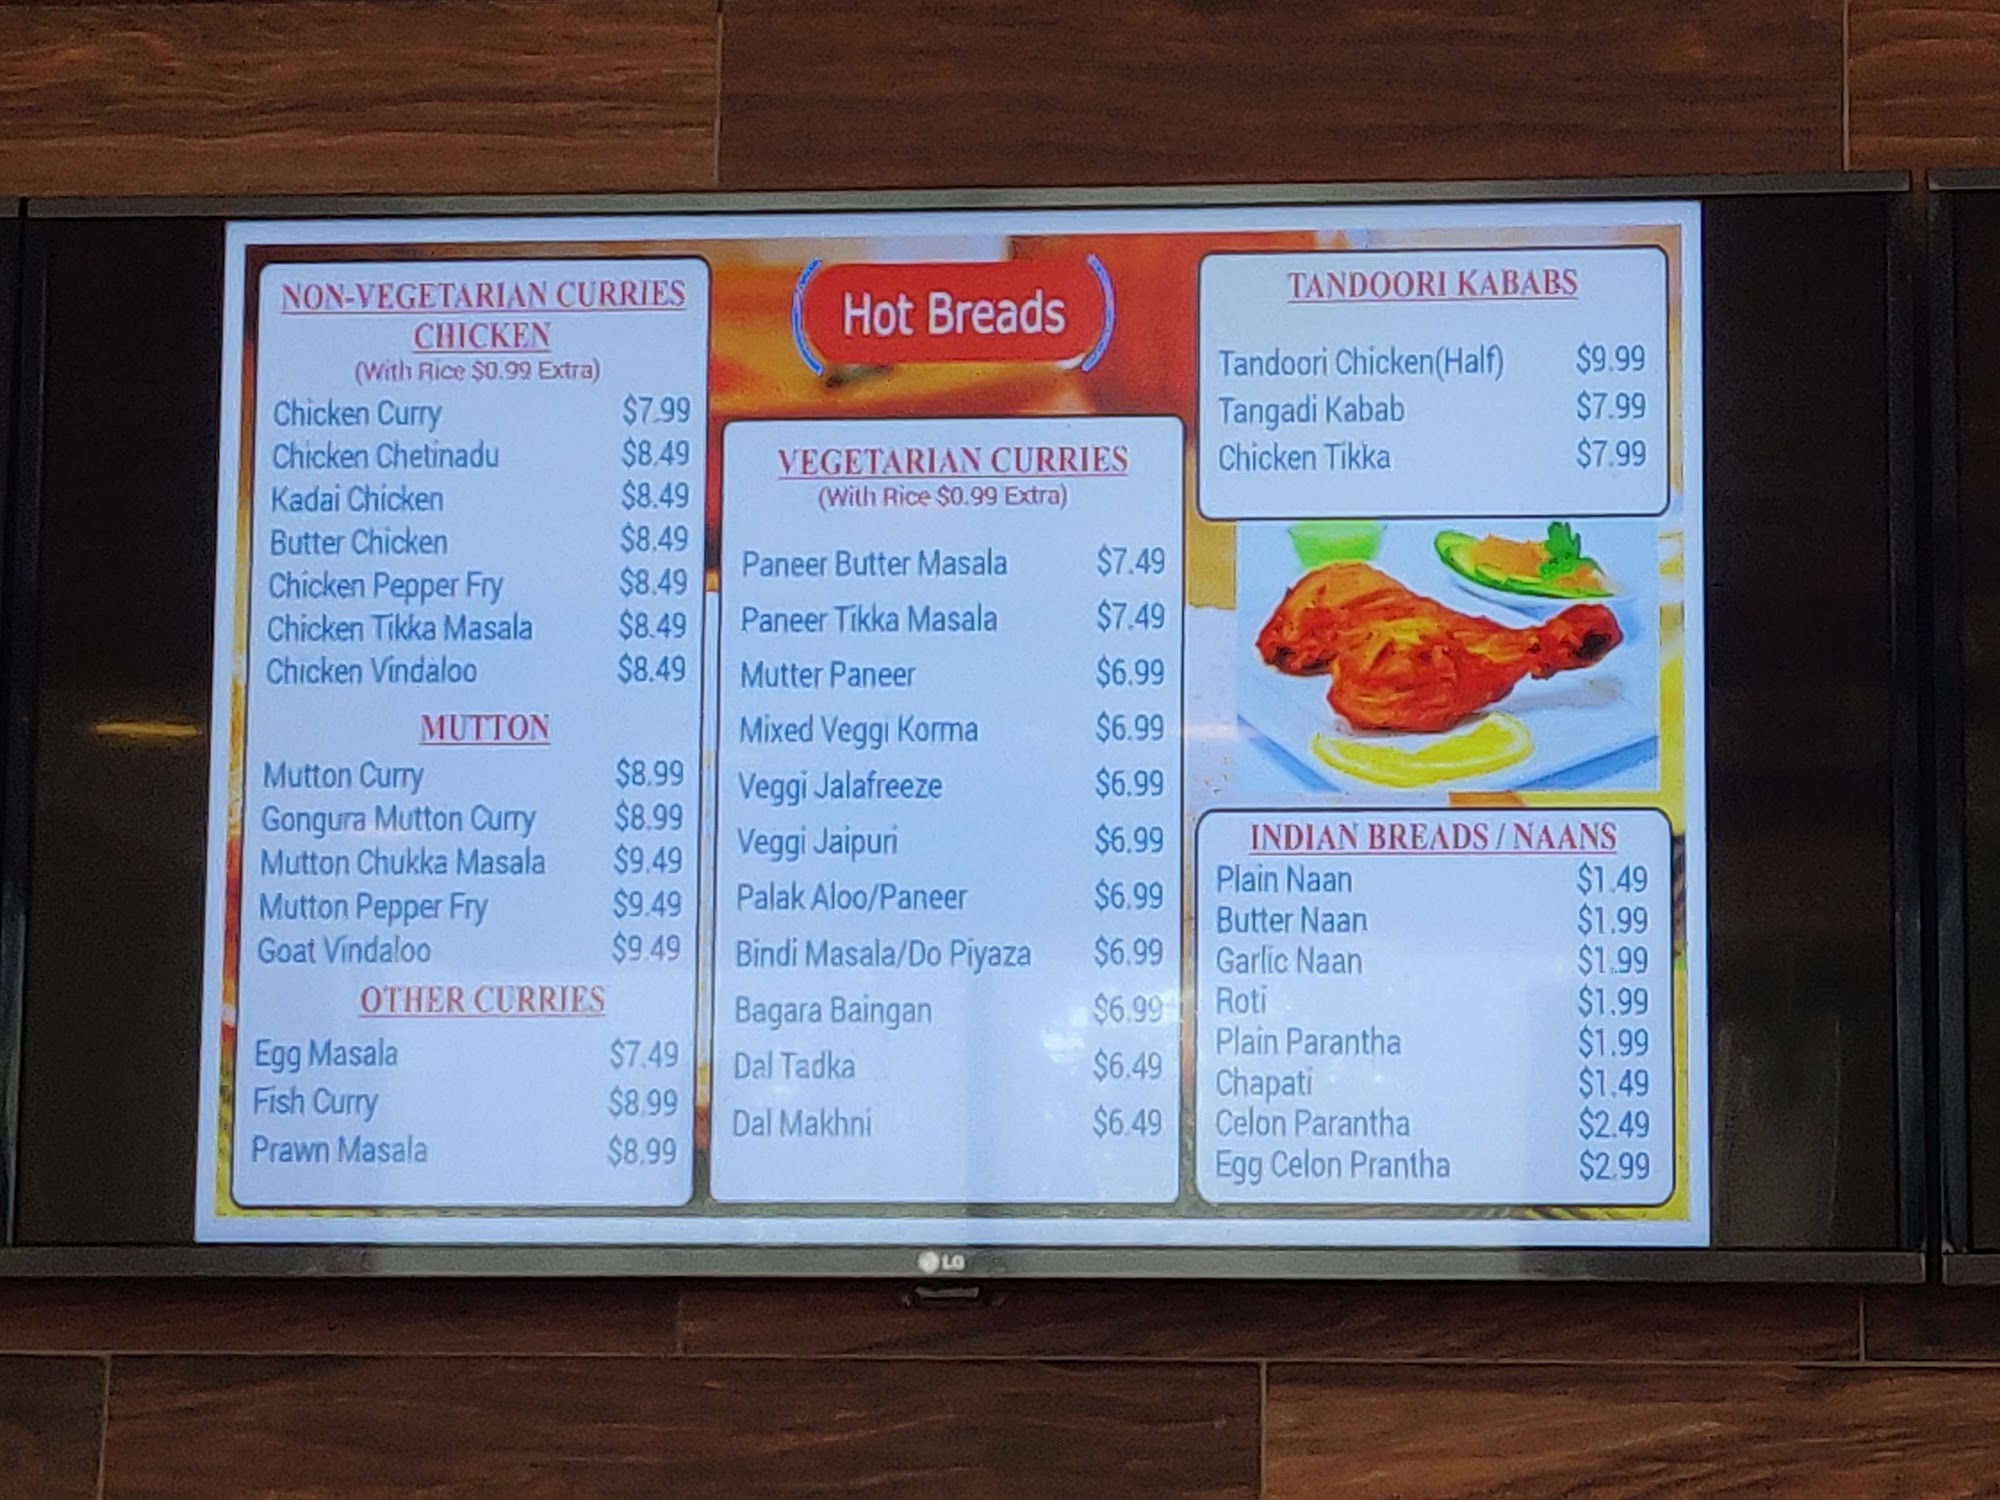 NON-VEGETARIAN CURRIES
CHICKEN
(With Rice $0.99 Extra)
Chicken Curry $7.99
Chicken Chetinadu $8.49
Kadai Chicken $8.49
Butter Chicken $8.49
Chicken Pepper Fry $8.49
Chicken Tikka Masala $8.49
Chicken Vindaloo $8.49
MUTTON
Mutton Curry $8.99
Gongura Mutton Curry $8.99
Mutton Chukka Masala $9.49
Mutton Pepper Fry $9.49
Goat Vindaloo $9.49
OTHER CURRIES
Egg Masala $7.49
Fish Curry $8.99
Prawn Masala $8.99
Hot Breads
VEGETARIAN CURRIES
(With Rice $0.99 Extra)
Paneer Butter Masala $7.49
Paneer Tikka Masala $7.49
Mutter Paneer $6.99
Mixed Veggi Korma $6.99
Veggi Jalafreeze $6.99
Veggi Jaipuri $6.99
Palak Aloo/Paneer $6.99
Bindi Masala/Do Piyaza $6.99
Bagara Baingan $6.99
Dal Tadka $6.49
Dal Makhni $6.49
TANDOORI KABABS
Tandoori Chicken(Half) $9.99
Tangadi Kabab $7.99
Chicken Tikka $7.99
INDIAN BREADS / NAANS
Plain Naan $1.49
Butter Naan $1.99
Garlic Naan $1.99
Roti $1.99
Plain Parantha $1.99
Chapati $1.49
Celon Parantha $2.49
Egg Celon Prantha $2.99
LG